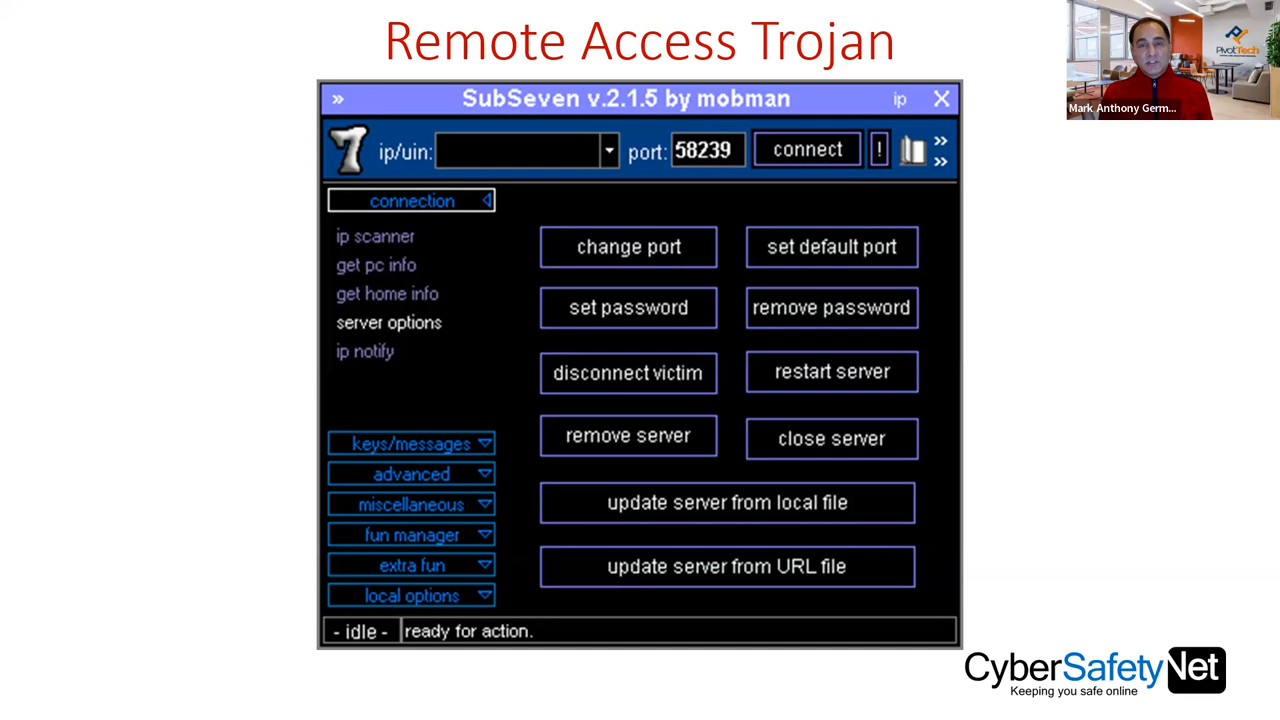 Remote Access Trojan
PivotTech
Mark Anthony Germ...
» SubSeven v.2.1.5 by mobman ip X
7 ip/uin: port: 58239 connect ! »
»
connection
ip scanner
get pc info
get home info
server options
ip notify
keys/messages
advanced
miscellaneous
fun manager
extra fun
local options
change port set default port
set password remove password
disconnect victim restart server
remove server close server
update server from local file
update server from URL file
- idle - ready for action.
CyberSafetyNet
Keeping you safe online